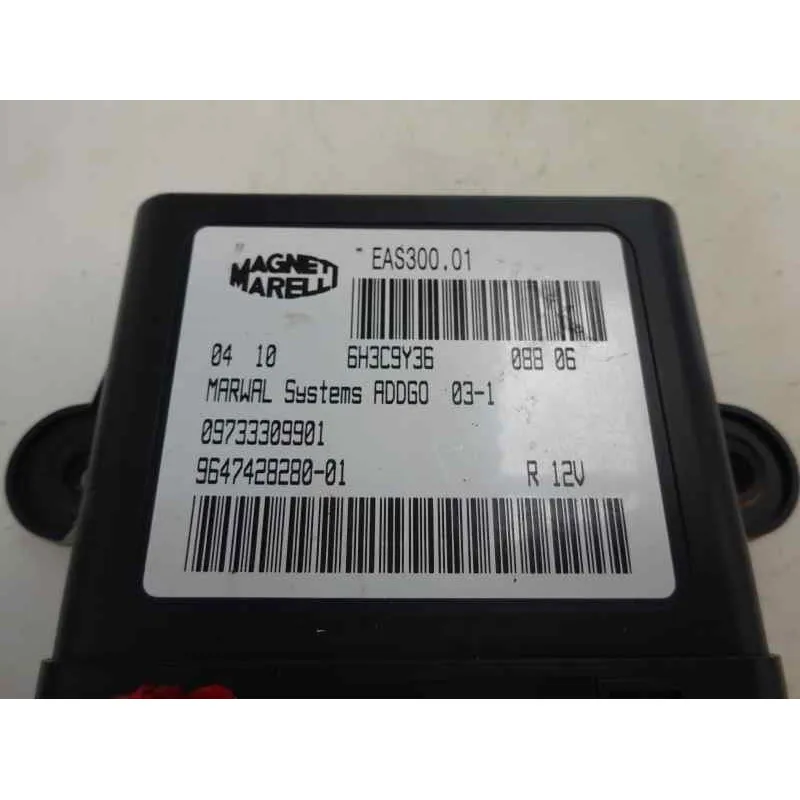 MAGNETI
MARELLI
EAS300.01
04 10 6H3C9Y36 088 06
MARWAL Systems ADDGO 03-1
09733309901
9647428280-01 R 12V